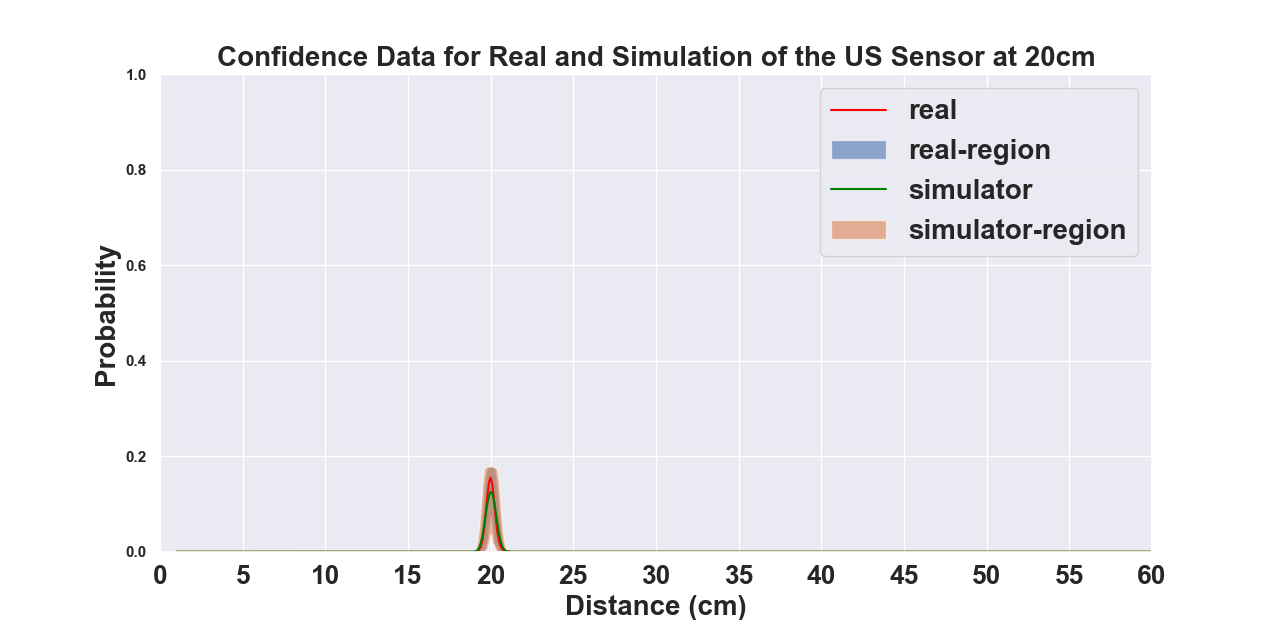 Confidence Data for Real and Simulation of the US Sensor at 20cm
1.0
0.8
0.6
0.4
0.2
0.0
Probability
real
real-region
simulator
simulator-region
0 5 10 15 20 25 30 35 40 45 50 55 60
Distance (cm)